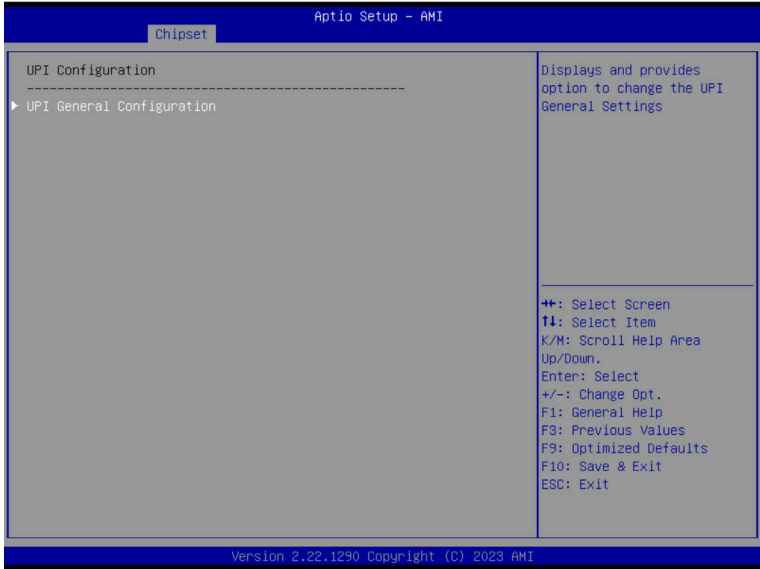 Aptio Setup – AMI
Chipset
UPI Configuration
--------------------------------------------------
▶ UPI General Configuration
Displays and provides
option to change the UPI
General Settings
→←: Select Screen
↑↓: Select Item
K/M: Scroll Help Area
Up/Down.
Enter: Select
+/-: Change Opt.
F1: General Help
F3: Previous Values
F9: Optimized Defaults
F10: Save & Exit
ESC: Exit
Version 2.22.1290 Copyright (C) 2023 AMI